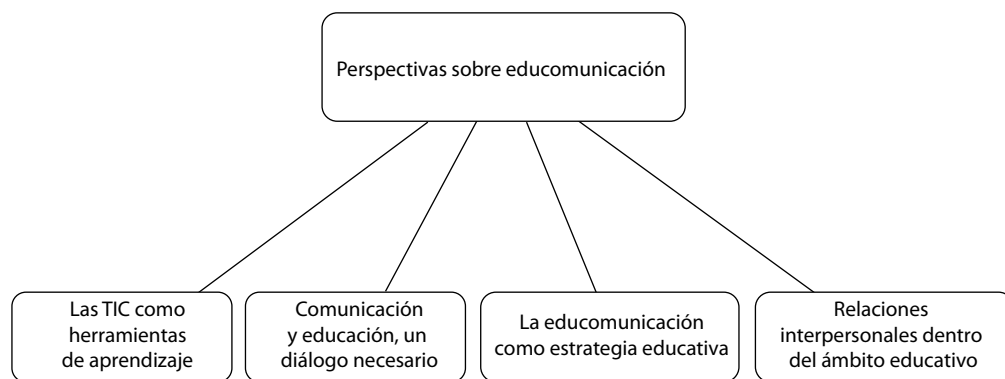 Perspectivas sobre educomunicación
Las TIC como
herramientas
de aprendizaje
Comunicación
y educación, un
diálogo necesario
La educomunicación
como estrategia educativa
Relaciones
interpersonales dentro
del ámbito educativo